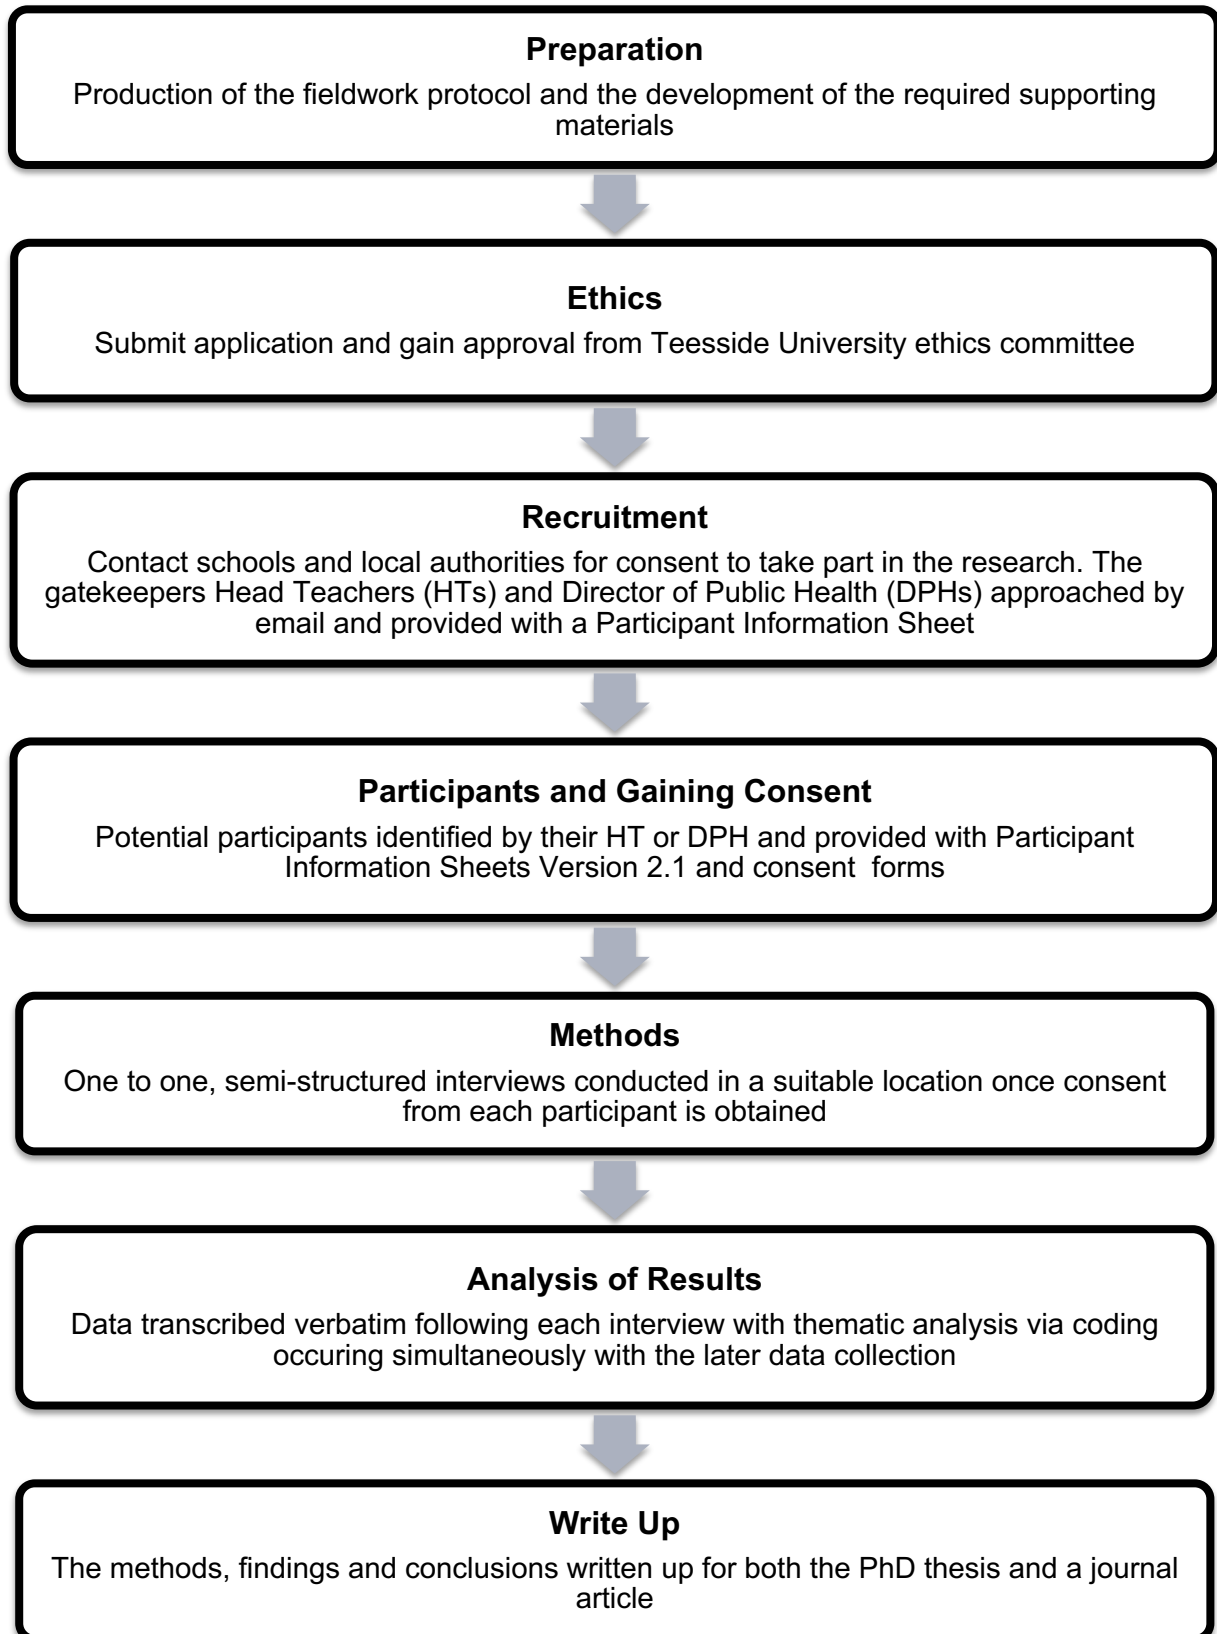 Preparation
Production of the fieldwork protocol and the development of the required supporting
materials
Ethics
Submit application and gain approval from Teesside University ethics committee
Recruitment
Contact schools and local authorities for consent to take part in the research. The
gatekeepers Head Teachers (HTs) and Director of Public Health (DPHs) approached by
email and provided with a Participant Information Sheet
Participants and Gaining Consent
Potential participants identified by their HT or DPH and provided with Participant
Information Sheets Version 2.1 and consent  forms
Methods
One to one, semi-structured interviews conducted in a suitable location once consent
from each participant is obtained
Analysis of Results
Data transcribed verbatim following each interview with thematic analysis via coding
occuring simultaneously with the later data collection
Write Up
The methods, findings and conclusions written up for both the PhD thesis and a journal
article